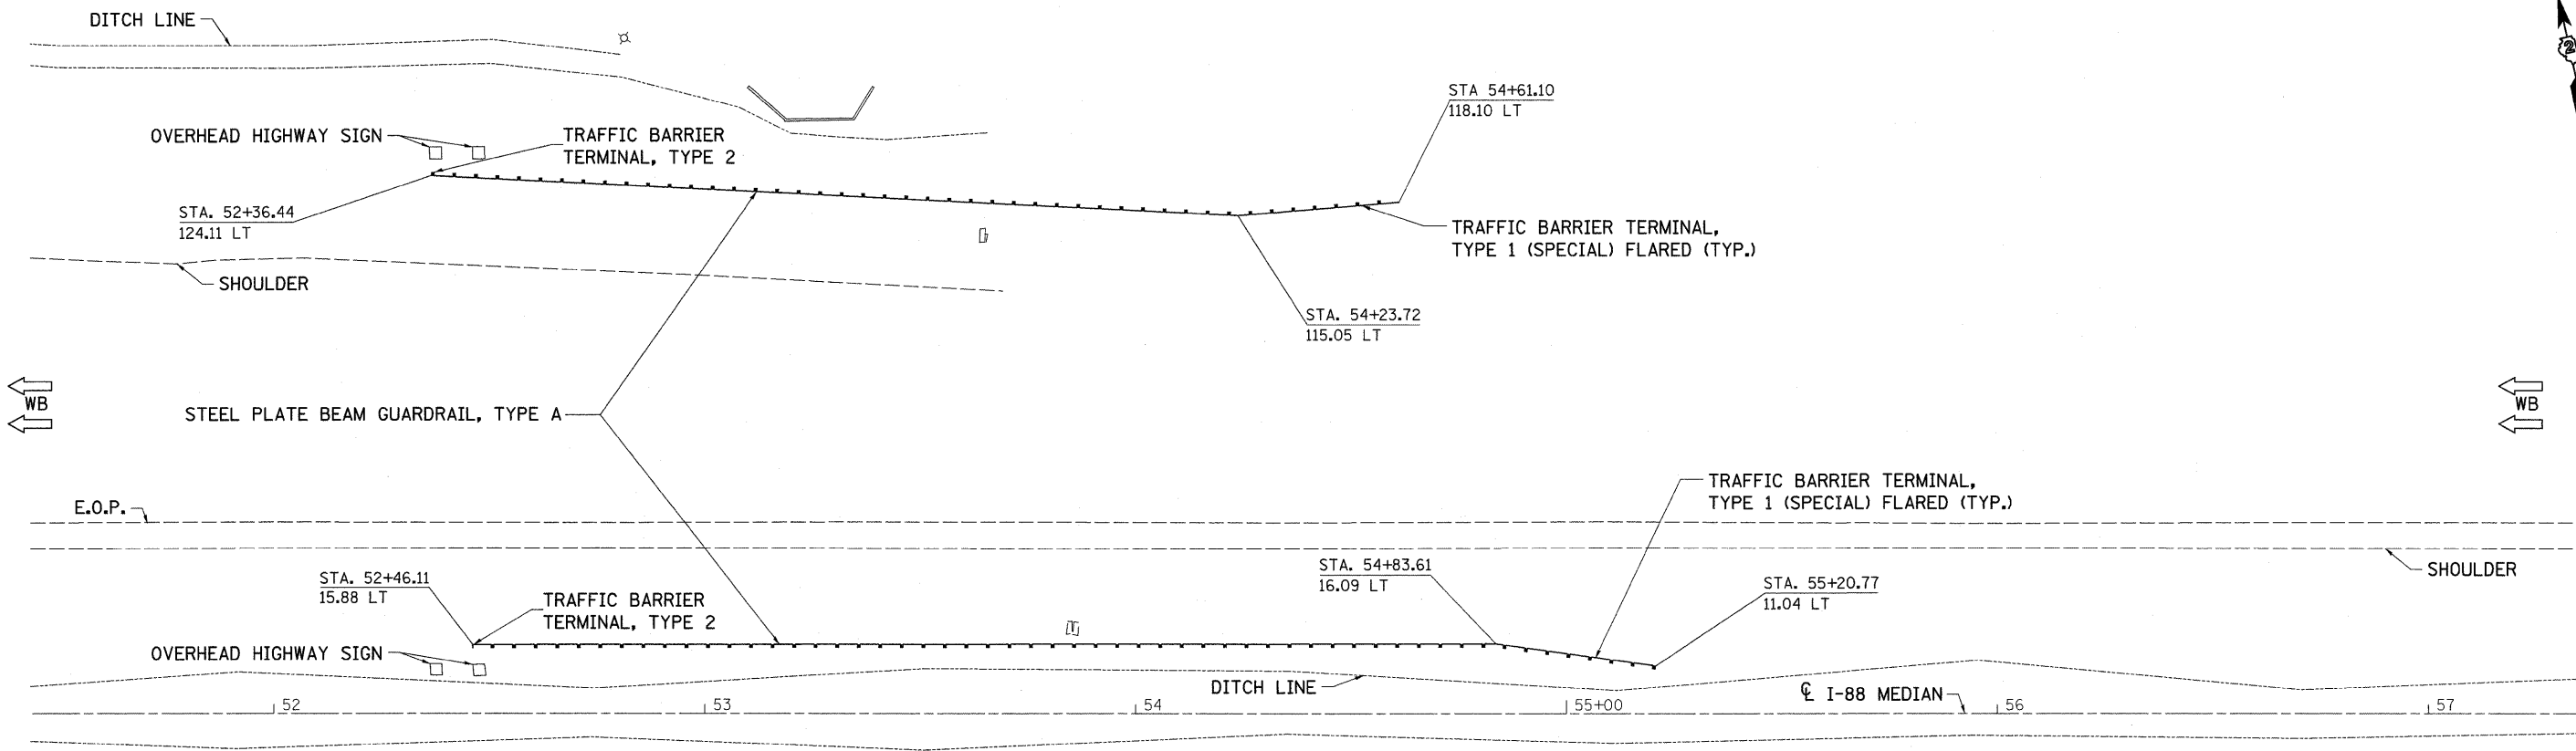 DITCH LINE
2
STA 54+61.10
118.10 LT
OVERHEAD HIGHWAY SIGN
TRAFFIC BARRIER
TERMINAL, TYPE 2
STA. 52+36.44
124.11 LT
TRAFFIC BARRIER TERMINAL,
TYPE 1 (SPECIAL) FLARED (TYP.)
SHOULDER
STA. 54+23.72
115.05 LT
WB
WB
STEEL PLATE BEAM GUARDRAIL, TYPE A
TRAFFIC BARRIER TERMINAL,
TYPE 1 (SPECIAL) FLARED (TYP.)
E.O.P.
STA. 52+46.11
15.88 LT
TRAFFIC BARRIER
TERMINAL, TYPE 2
STA. 54+83.61
16.09 LT
STA. 55+20.77
11.04 LT
SHOULDER
OVERHEAD HIGHWAY SIGN
DITCH LINE
℄ I-88 MEDIAN
52
53
54
55+00
56
57